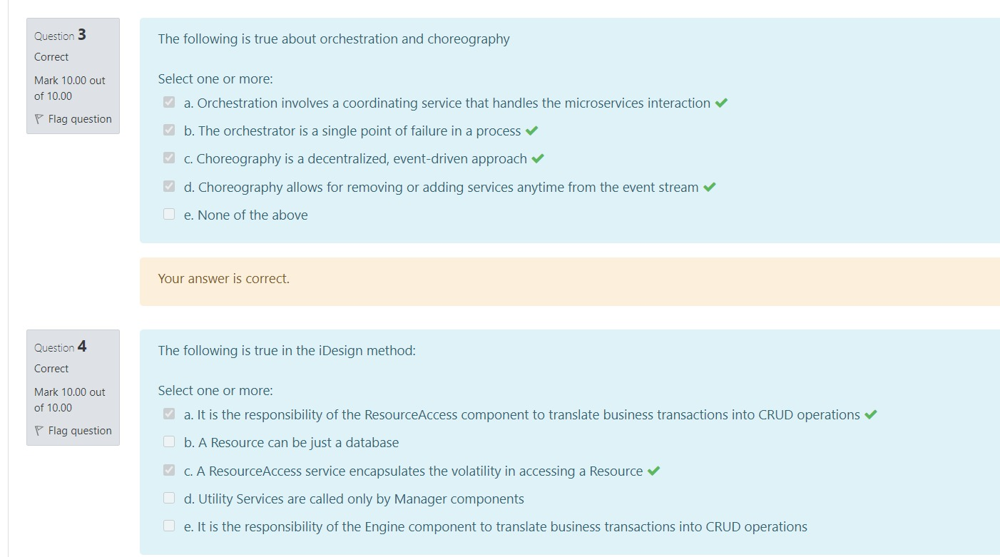 Question 3
Correct
Mark 10.00 out
of 10.00
Flag question
The following is true about orchestration and choreography
Select one or more:
a. Orchestration involves a coordinating service that handles the microservices interaction
b. The orchestrator is a single point of failure in a process
c. Choreography is a decentralized, event-driven approach
d. Choreography allows for removing or adding services anytime from the event stream
e. None of the above
Your answer is correct.
Question 4
Correct
Mark 10.00 out
of 10.00
Flag question
The following is true in the iDesign method:
Select one or more:
a. It is the responsibility of the ResourceAccess component to translate business transactions into CRUD operations
b. A Resource can be just a database
c. A ResourceAccess service encapsulates the volatility in accessing a Resource
d. Utility Services are called only by Manager components
e. It is the responsibility of the Engine component to translate business transactions into CRUD operations